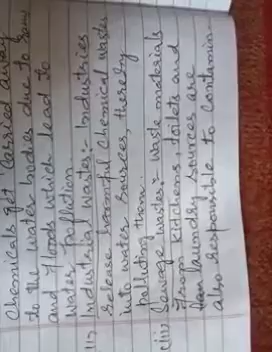 Chemicals get carried away
to the water bodies due to rain
and floods which lead to
water pollution.
ii) Industrial Wastes:- Industries
release harmful chemical wastes
into water sources, thereby
polluting them.
iii) Sewage Wastes:- Waste materials
from kitchens, toilets and
laundry sources are
also responsible to contamin-